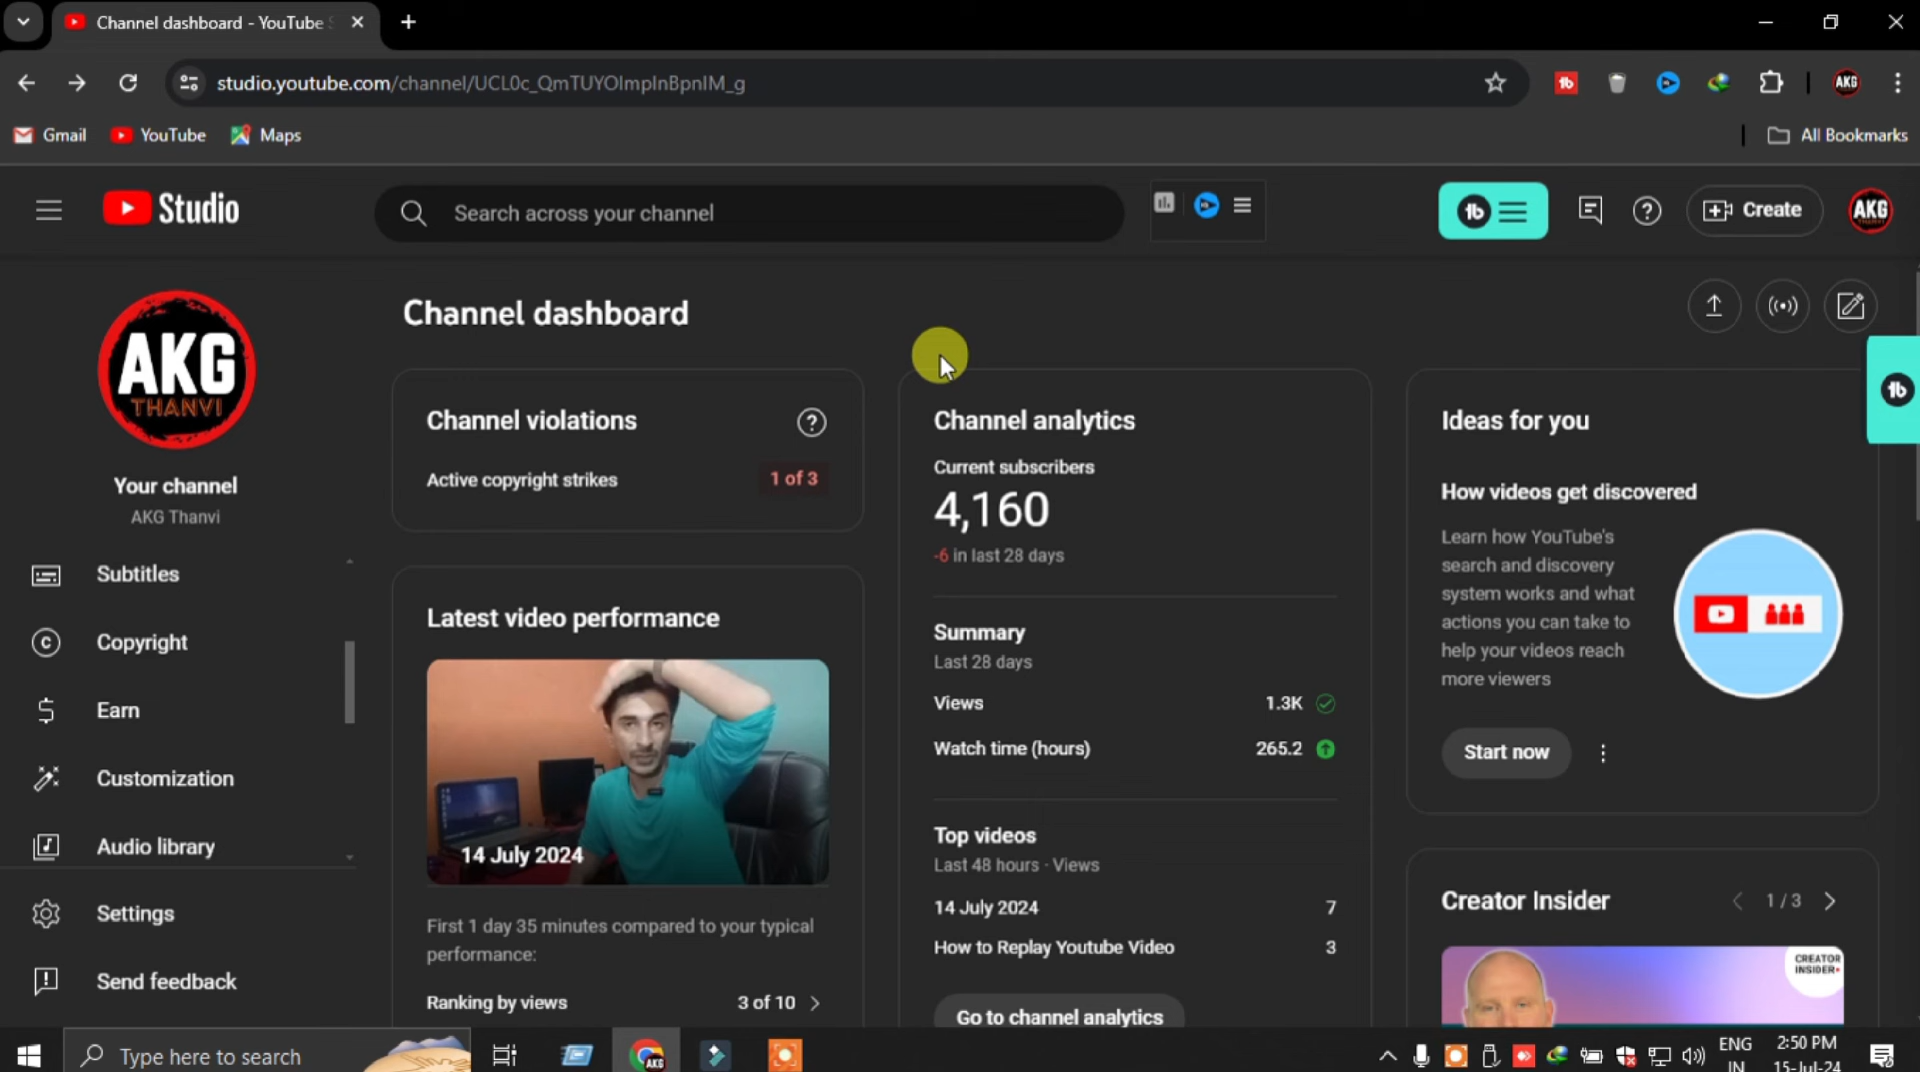 Channel dashboard - YouTube S
studio.youtube.com/channel/UCL0c_QmTUYOlmpInBpnIM_g
AKG
Gmail
YouTube
Maps
All Bookmarks
Studio
Search across your channel
Create
AKG
AKG
THANVI
Your channel
AKG Thanvi
Subtitles
Copyright
Earn
Customization
Audio library
Settings
Send feedback
Channel dashboard
Channel violations
Active copyright strikes
1 of 3
Latest video performance
14 July 2024
First 1 day 35 minutes compared to your typical
performance:
Ranking by views
3 of 10
Channel analytics
Current subscribers
4,160
-6 in last 28 days
Summary
Last 28 days
Views
1.3K
Watch time (hours)
265.2
Top videos
Last 48 hours · Views
14 July 2024
7
How to Replay Youtube Video
3
Go to channel analytics
Ideas for you
How videos get discovered
Learn how YouTube's
search and discovery
system works and what
actions you can take to
help your videos reach
more viewers
Start now
Creator Insider
1 / 3
CREATOR
INSIDER
Type here to search
AKG
ENG
IN
2:50 PM
15-Jul-24